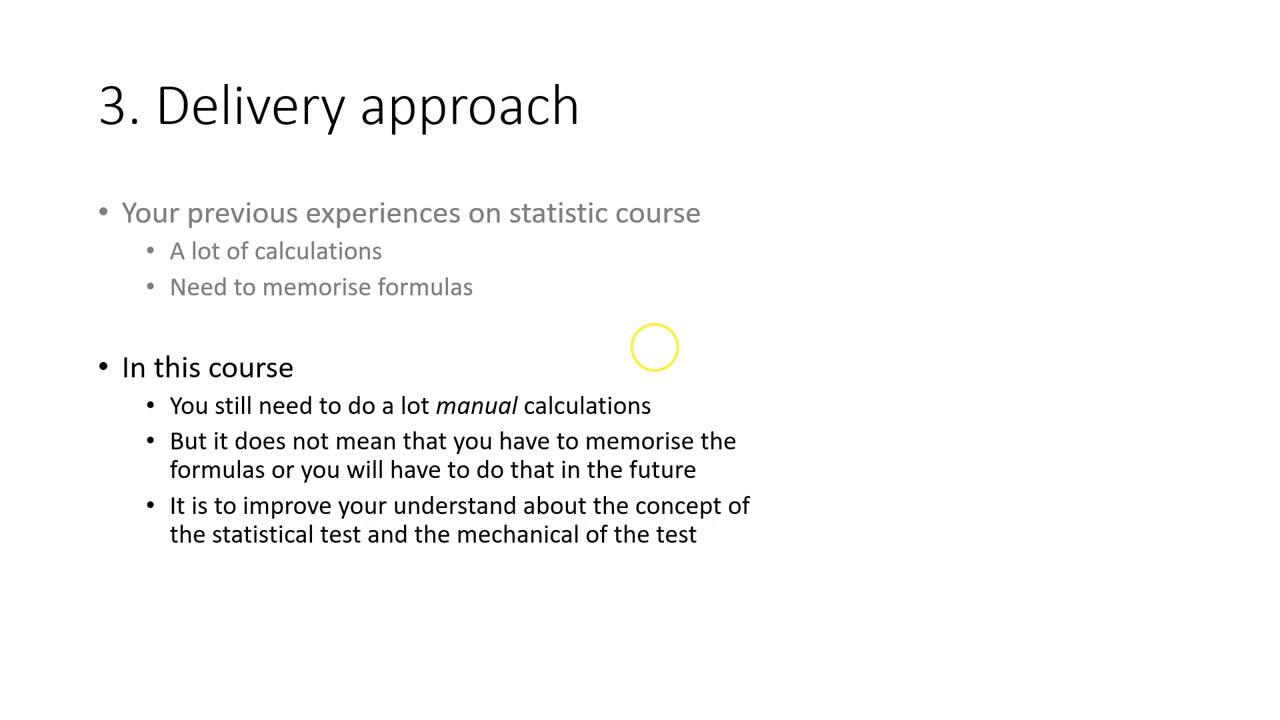 3. Delivery approach
• Your previous experiences on statistic course
• A lot of calculations
• Need to memorise formulas
• In this course
• You still need to do a lot manual calculations
• But it does not mean that you have to memorise the
formulas or you will have to do that in the future
• It is to improve your understand about the concept of
the statistical test and the mechanical of the test